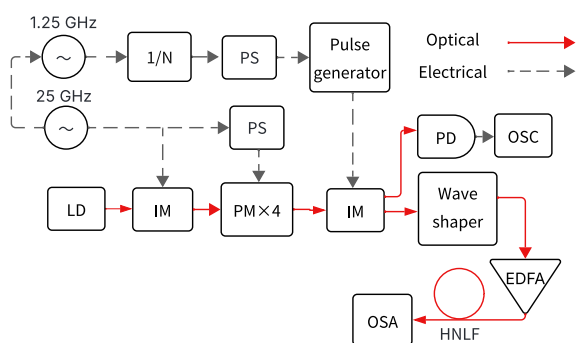 1.25 GHz
~
1/N
PS
Pulse
generator
Optical
Electrical
25 GHz
~
PS
PD
OSC
LD
IM
PM×4
IM
Wave
shaper
EDFA
OSA
HNLF